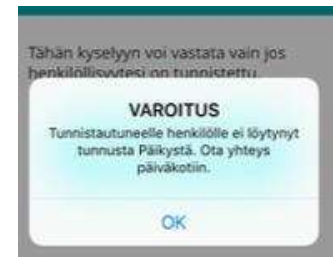 Tähän kyselyyn voi vastata vain jos
henkilöllisyytesi on tunnistettu.
VAROITUS
Tunnistautuneelle henkilölle ei löytynyt
tunnusta Päikystä. Ota yhteys
päiväkotiin.
OK